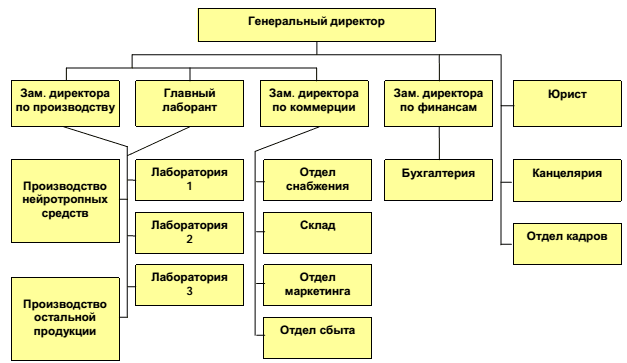 Генеральный директор
Зам. директора
по производству
Главный
лаборант
Зам. директора
по коммерции
Зам. директора
по финансам
Юрист
Производство
нейротропных
средств
Лаборатория
1
Отдел
снабжения
Бухгалтерия
Канцелярия
Лаборатория
2
Склад
Отдел кадров
Производство
остальной
продукции
Лаборатория
3
Отдел
маркетинга
Отдел сбыта